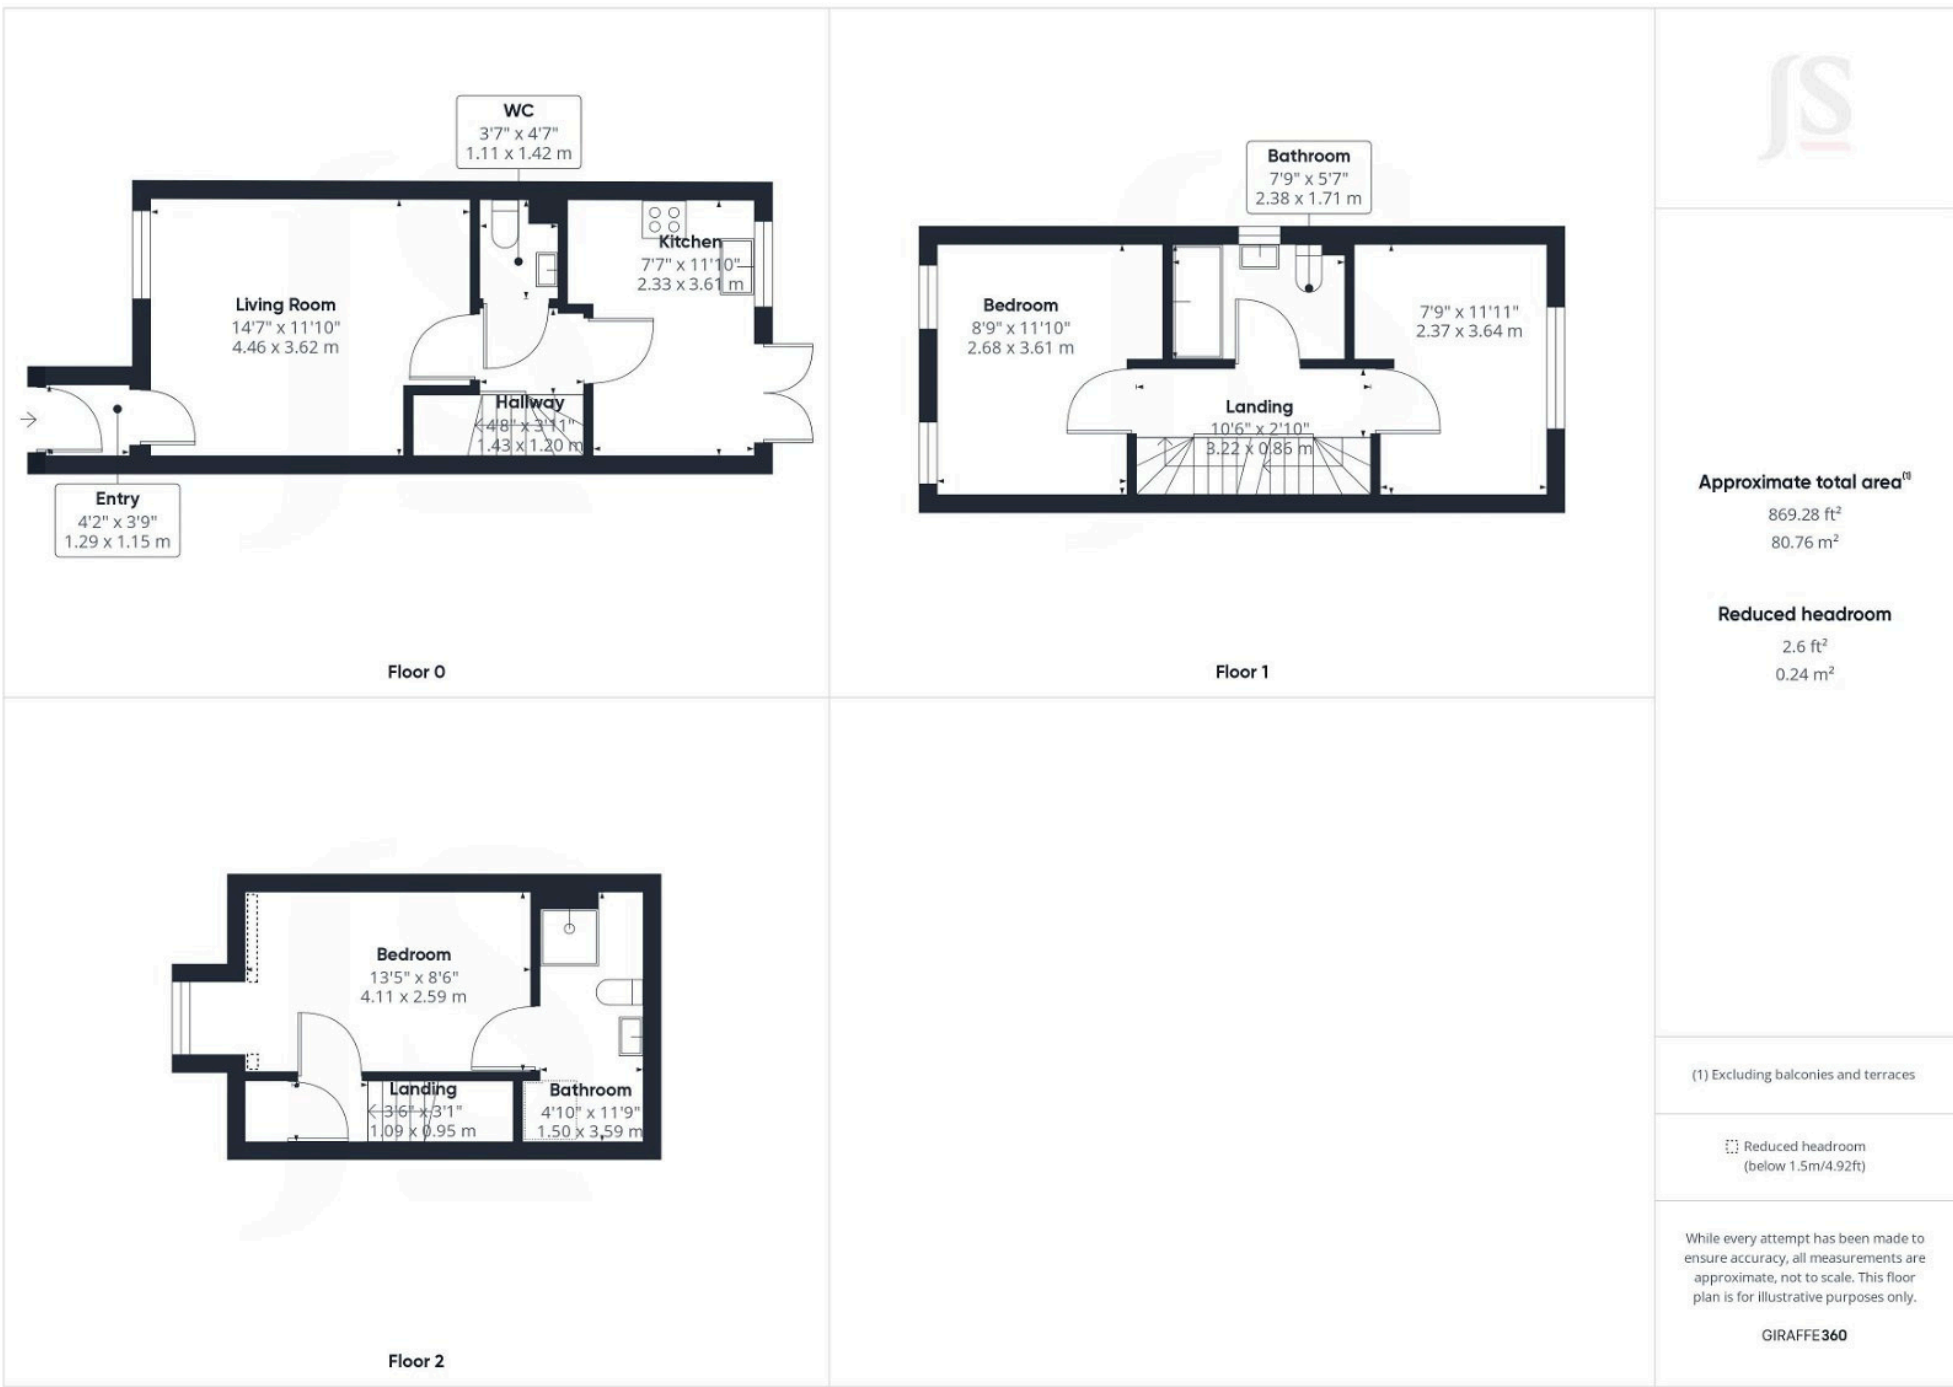 WC
3'7" x 4'7"
1.11 x 1.42 m
Kitchen
7'7" x 11'10"
2.33 x 3.61 m
Living Room
14'7" x 11'10"
4.46 x 3.62 m
Hallway
4'8" x 3'11"
1.43 x 1.20 m
Entry
4'2" x 3'9"
1.29 x 1.15 m
Floor 0
Bathroom
7'9" x 5'7"
2.38 x 1.71 m
Bedroom
8'9" x 11'10"
2.68 x 3.61 m
7'9" x 11'11"
2.37 x 3.64 m
Landing
10'6" x 2'10"
3.22 x 0.86 m
Floor 1
Bedroom
13'5" x 8'6"
4.11 x 2.59 m
Landing
3'6" x 3'1"
1.09 x 0.95 m
Bathroom
4'10" x 11'9"
1.50 x 3.59 m
Floor 2
JS
Approximate total area(1)
869.28 ft²
80.76 m²
Reduced headroom
2.6 ft²
0.24 m²
(1) Excluding balconies and terraces
Reduced headroom
(below 1.5m/4.92ft)
While every attempt has been made to
ensure accuracy, all measurements are
approximate, not to scale. This floor
plan is for illustrative purposes only.
GIRAFFE360